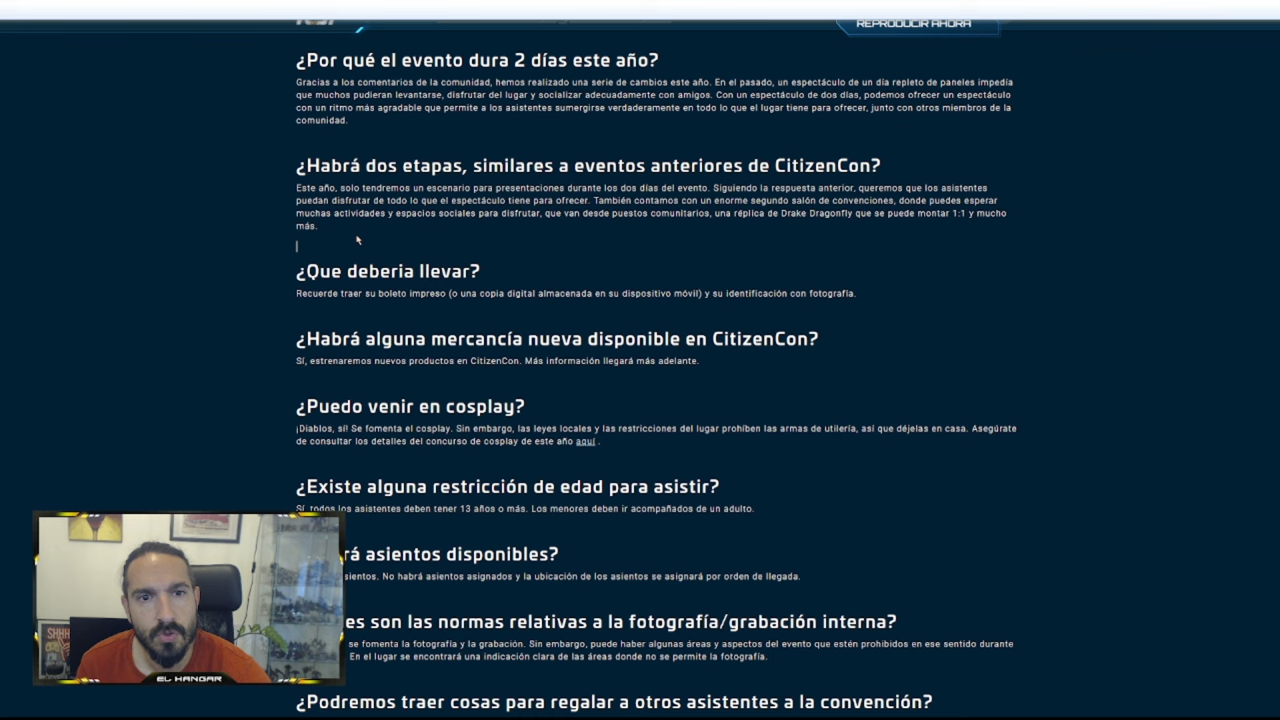 REPRODUCIR AHORA
¿Por qué el evento dura 2 días este año?
Gracias a los comentarios de la comunidad, hemos realizado una serie de cambios este año. En el pasado, un espectáculo de un día repleto de paneles impedía
que muchos pudieran levantarse, disfrutar del lugar y socializar adecuadamente con amigos. Con un espectáculo de dos días, podemos ofrecer un espectáculo
con un ritmo más agradable que permite a los asistentes sumergirse verdaderamente en todo lo que el lugar tiene para ofrecer, junto con otros miembros de la
comunidad.
¿Habrá dos etapas, similares a eventos anteriores de CitizenCon?
Este año, solo tendremos un escenario para presentaciones durante los dos días del evento. Siguiendo la respuesta anterior, queremos que los asistentes
puedan disfrutar de todo lo que el espectáculo tiene para ofrecer. También contamos con un enorme segundo salón de convenciones, donde puedes esperar
muchas actividades y espacios sociales para disfrutar, que van desde puestos comunitarios, una réplica de Drake Dragonfly que se puede montar 1:1 y mucho
más.
¿Que deberia llevar?
Recuerde traer su boleto impreso (o una copia digital almacenada en su dispositivo móvil) y su identificación con fotografía.
¿Habrá alguna mercancía nueva disponible en CitizenCon?
Sí, estrenaremos nuevos productos en CitizenCon. Más información llegará más adelante.
¿Puedo venir en cosplay?
¡Diablos, sí! Se fomenta el cosplay. Sin embargo, las leyes locales y las restricciones del lugar prohíben las armas de utilería, así que déjelas en casa. Asegúrate
de consultar los detalles del concurso de cosplay de este año aquí .
¿Existe alguna restricción de edad para asistir?
Sí, todos los asistentes deben tener 13 años o más. Los menores deben ir acompañados de un adulto.
rá asientos disponibles?
sientos. No habrá asientos asignados y la ubicación de los asientos se asignará por orden de llegada.
es son las normas relativas a la fotografía/grabación interna?
se fomenta la fotografía y la grabación. Sin embargo, puede haber algunas áreas y aspectos del evento que estén prohibidos en ese sentido durante
En el lugar se encontrará una indicación clara de las áreas donde no se permite la fotografía.
SHHH
EL HANGAR
¿Podremos traer cosas para regalar a otros asistentes a la convención?